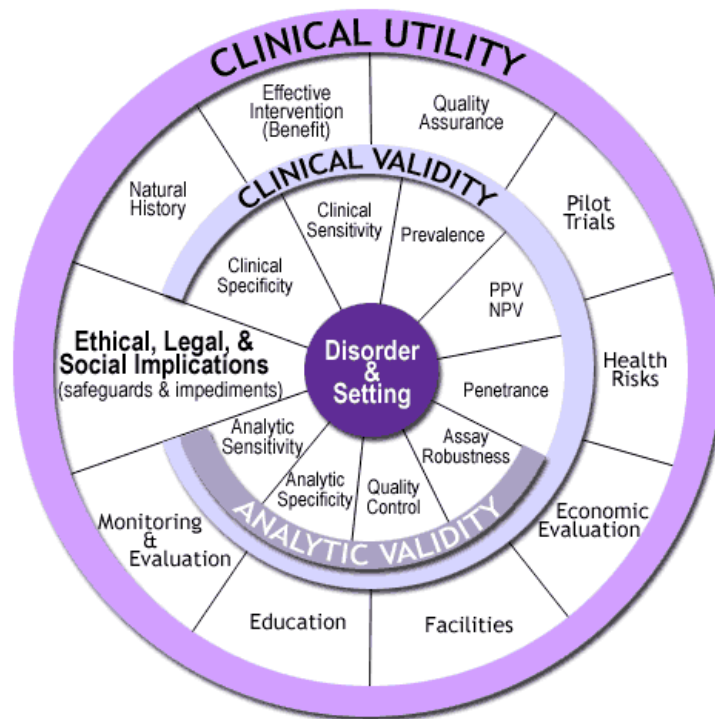 CLINICAL UTILITY
Effective
Intervention
(Benefit)
Quality
Assurance
Natural
History
Pilot
Trials
CLINICAL VALIDITY
Clinical
Sensitivity
Prevalence
Clinical
Specificity
PPV
NPV
Ethical, Legal, &
Social Implications
(safeguards & impediments)
Disorder
&
Setting
Health
Risks
Penetrance
Analytic
Sensitivity
Assay
Robustness
Analytic
Specificity
Quality
Control
ANALYTIC VALIDITY
Monitoring
&
Evaluation
Economic
Evaluation
Education
Facilities